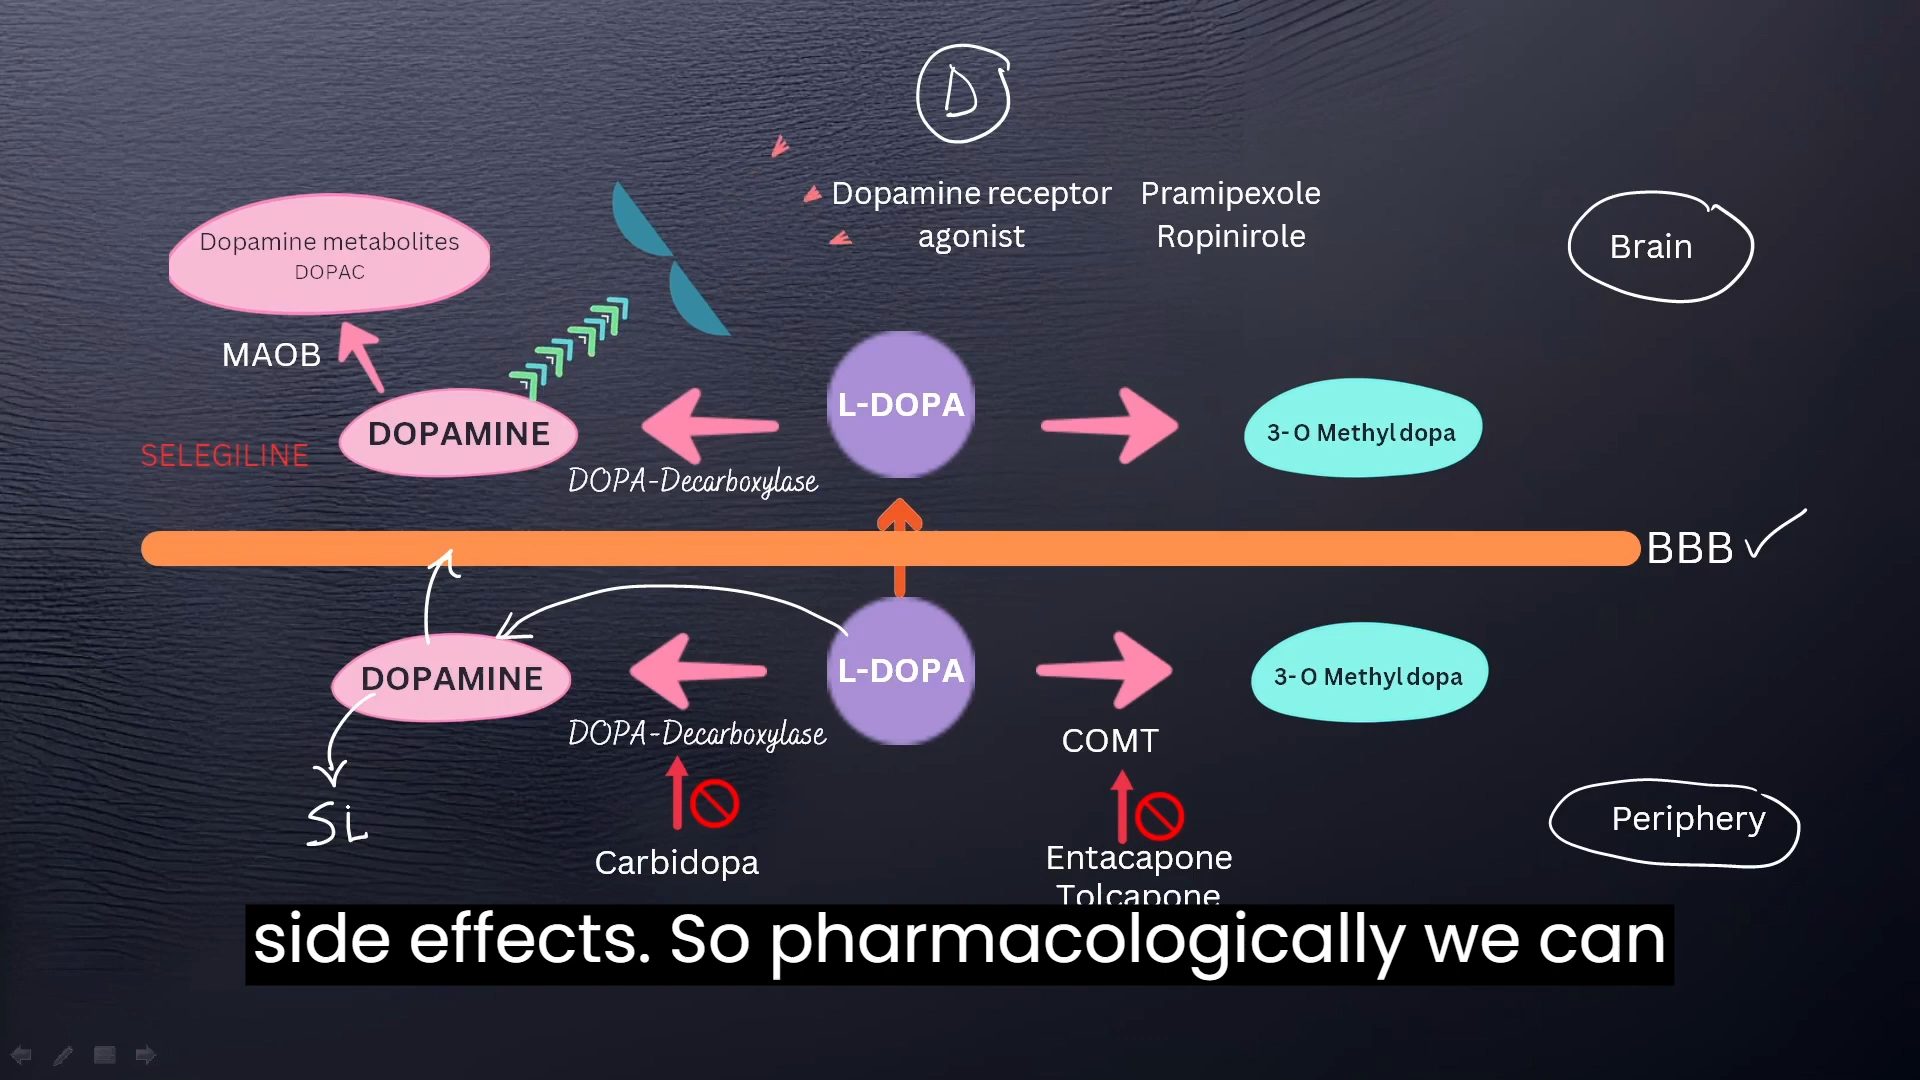 D
Dopamine receptor
agonist
Pramipexole
Ropinirole
Brain
Dopamine metabolites
DOPAC
MAOB
DOPAMINE
SELEGILINE
DOPA-Decarboxylase
L-DOPA
3-O Methyldopa
BBB
DOPAMINE
DOPA-Decarboxylase
L-DOPA
3-O Methyldopa
COMT
Carbidopa
Entacapone
Tolcapone
Periphery
side effects. So pharmacologically we can